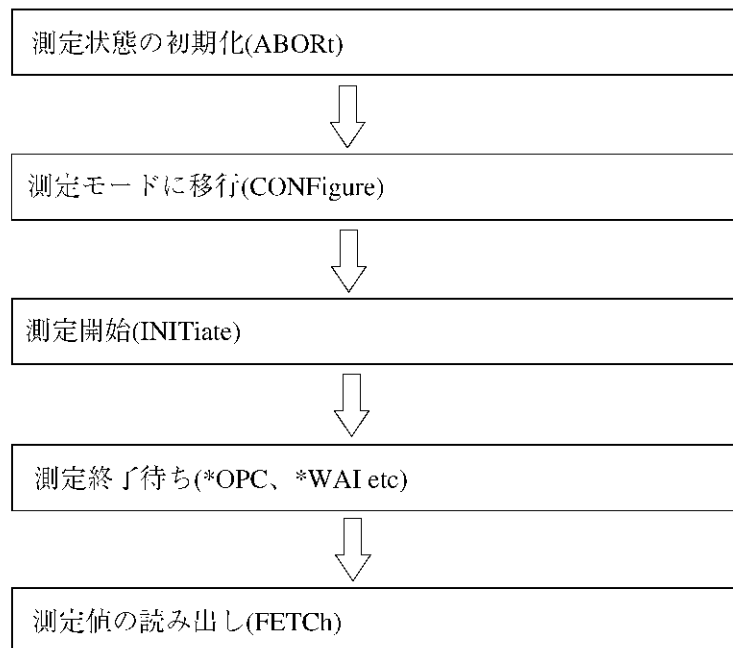 測定状態の初期化(ABORt)
測定モードに移行(CONFigure)
測定開始(INITiate)
測定終了待ち(*OPC、*WAI etc)
測定値の読み出し(FETCh)